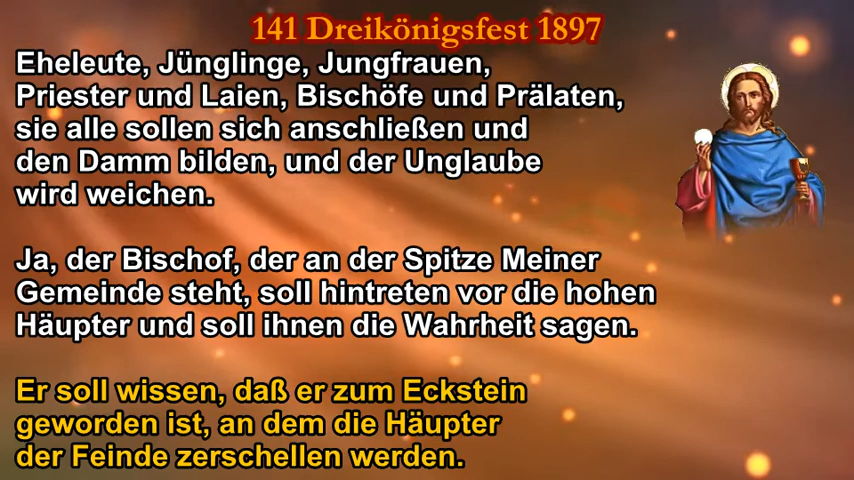 141 Dreikönigsfest 1897
Eheleute, Jünglinge, Jungfrauen,
Priester und Laien, Bischöfe und Prälaten,
sie alle sollen sich anschließen und
den Damm bilden, und der Unglaube
wird weichen.
Ja, der Bischof, der an der Spitze Meiner
Gemeinde steht, soll hintreten vor die hohen
Häupter und soll ihnen die Wahrheit sagen.
Er soll wissen, daß er zum Eckstein
geworden ist, an dem die Häupter
der Feinde zerschellen werden.